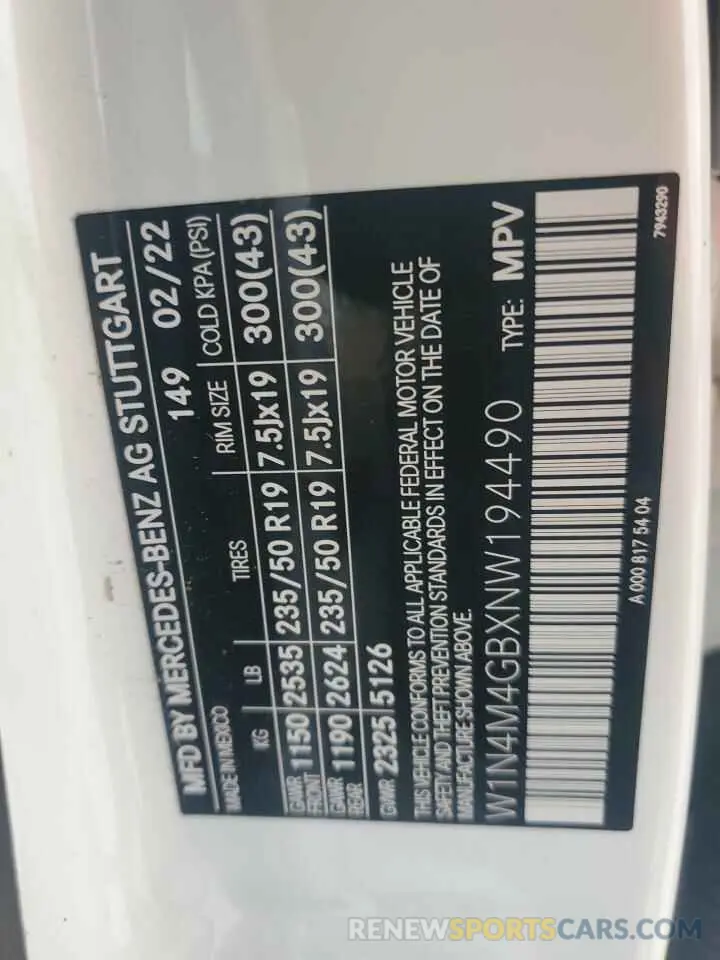 MFD BY MERCEDES-BENZ AG STUTTGART
MADE IN MEXICO 149 02/22
KG LB TIRES RIM SIZE COLD KPA(PSI)
GAWR FRONT 1150 2535 235/50 R19 7.5Jx19 300(43)
GAWR REAR 1190 2624 235/50 R19 7.5Jx19 300(43)
GVWR 2325 5126
THIS VEHICLE CONFORMS TO ALL APPLICABLE FEDERAL MOTOR VEHICLE
SAFETY AND THEFT PREVENTION STANDARDS IN EFFECT ON THE DATE OF
MANUFACTURE SHOWN ABOVE.
W1N4M4GBXNW194490 TYPE: MPV
A 000 817 54 04
7943290
RENEWSPORTSCARS.COM